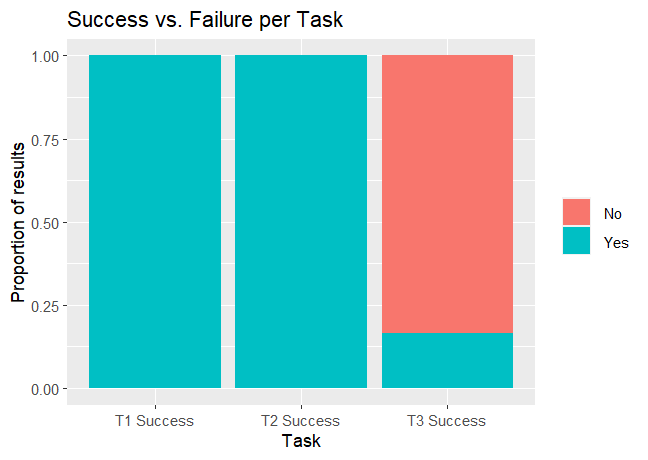 Success vs. Failure per Task
Proportion of results
1.00
0.75
0.50
0.25
0.00
T1 Success
T2 Success
T3 Success
Task
No
Yes